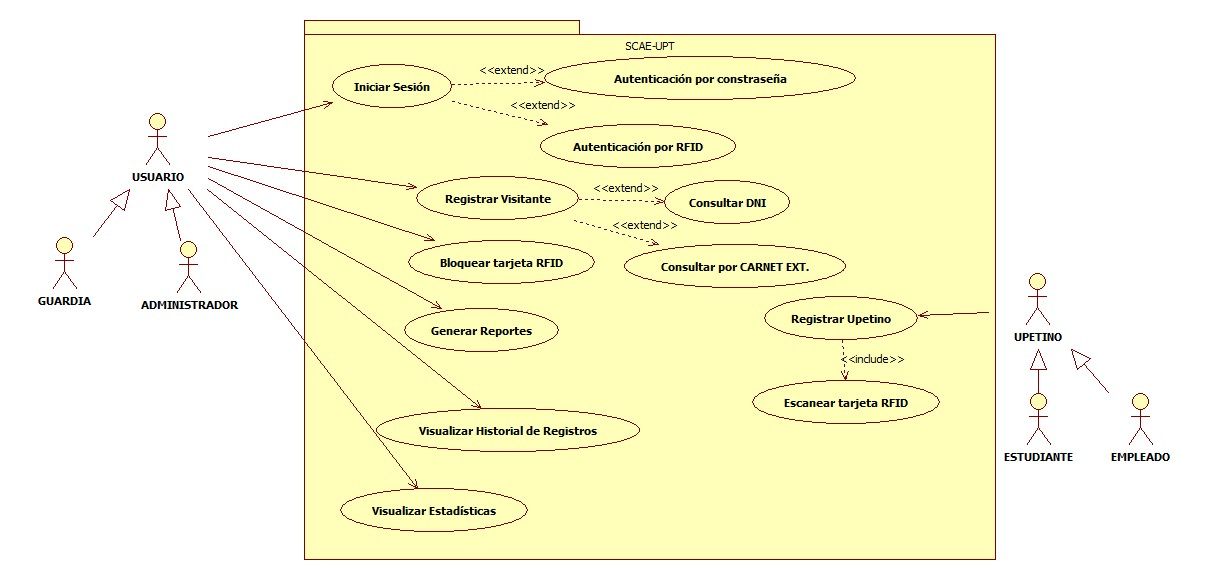 SCAE-UPT
Iniciar Sesión
<<extend>>
Autenticación por constraseña
<<extend>>
Autenticación por RFID
USUARIO
Registrar Visitante
<<extend>>
Consultar DNI
<<extend>>
Bloquear tarjeta RFID
Consultar por CARNET EXT.
GUARDIA
ADMINISTRADOR
Generar Reportes
Registrar Upetino
UPETINO
<<include>>
Escanear tarjeta RFID
Visualizar Historial de Registros
ESTUDIANTE
EMPLEADO
Visualizar Estadísticas